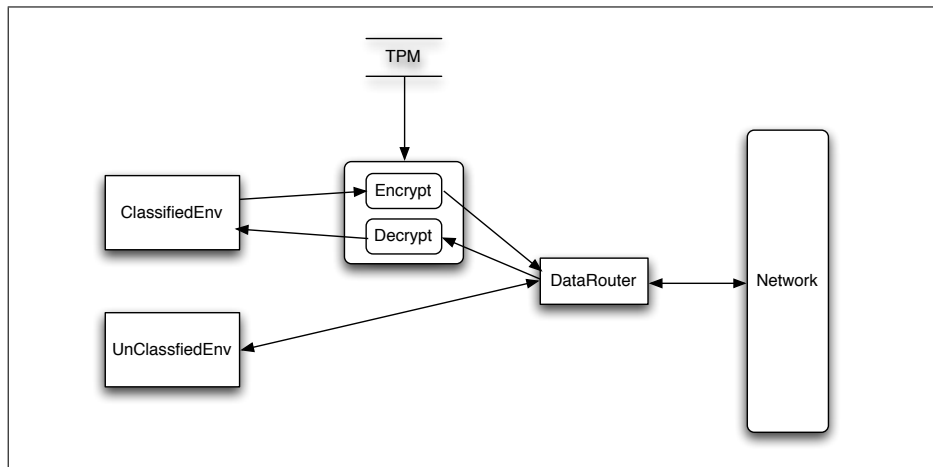 TPM
Encrypt
ClassifiedEnv
Decrypt
DataRouter
Network
UnClassfiedEnv